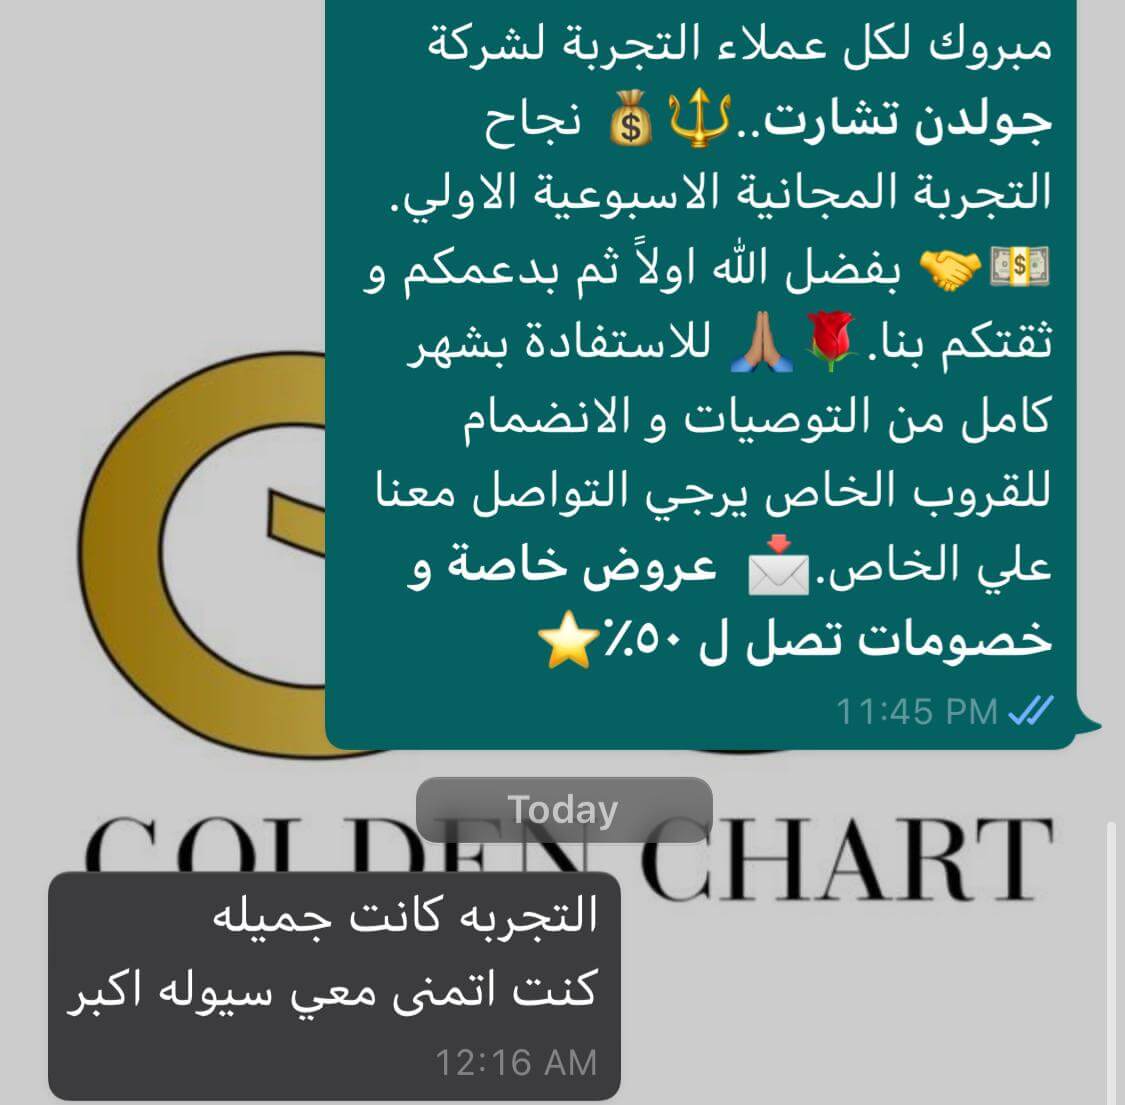 مبروك لكل عملاء التجربة لشركة
جولدن تشارت..🔱💰 نجاح
التجربة المجانية الاسبوعية الاولي.
💵🤝 بفضل الله اولاً ثم بدعمكم و
ثقتكم بنا.🌹🙏🏽 للاستفادة بشهر
كامل من التوصيات و الانضمام
للقروب الخاص يرجي التواصل معنا
علي الخاص.📩 عروض خاصة و
خصومات تصل ل ٥٠٪⭐
11:45 PM
Today
GOLDEN CHART
التجربه كانت جميله
كنت اتمنى معي سيوله اكبر
12:16 AM